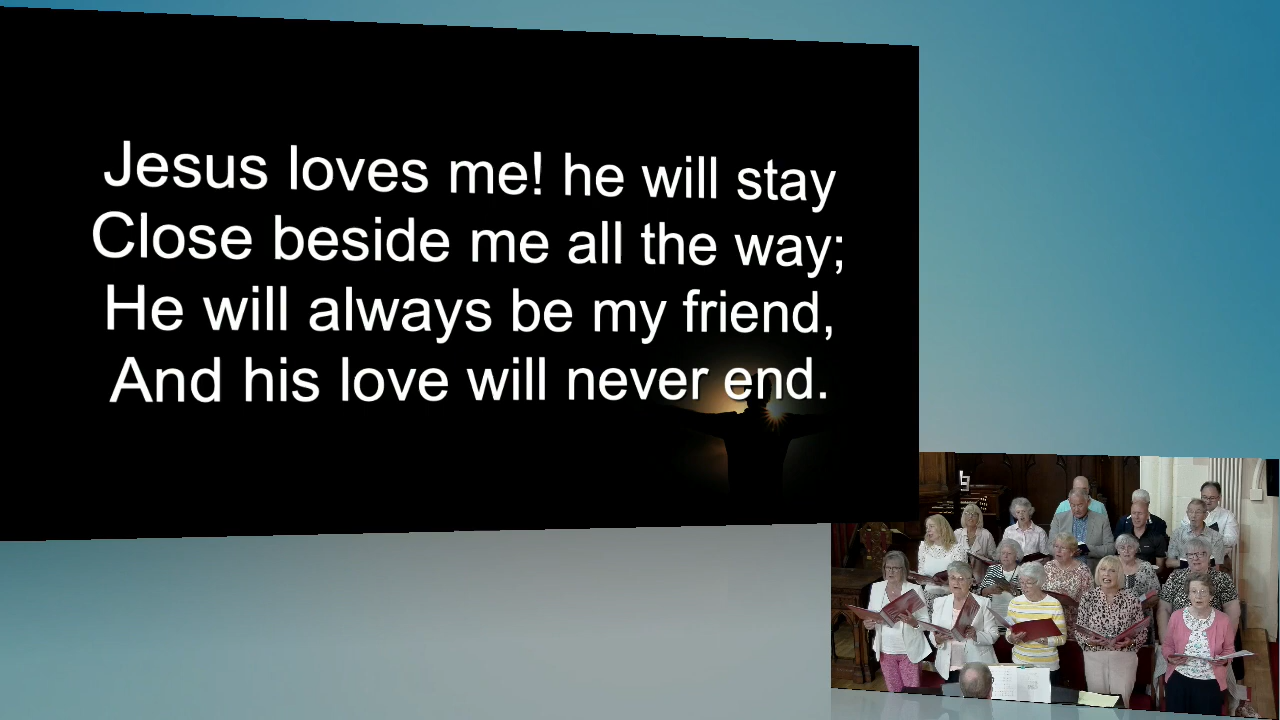 Jesus loves me! he will stay
Close beside me all the way;
He will always be my friend,
And his love will never end.